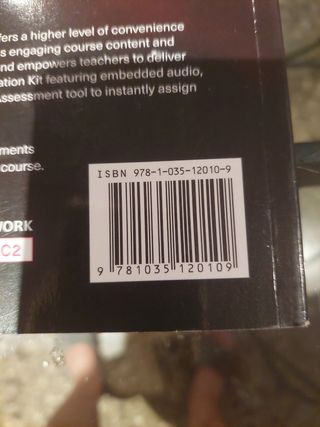 fers a higher level of convenience
s engaging course content and
nd empowers teachers to deliver
ation Kit featuring embedded audio,
Assessment tool to instantly assign
ments
course.
ISBN 978-1-035-12010-9
WORK
C2
9 781035 120109